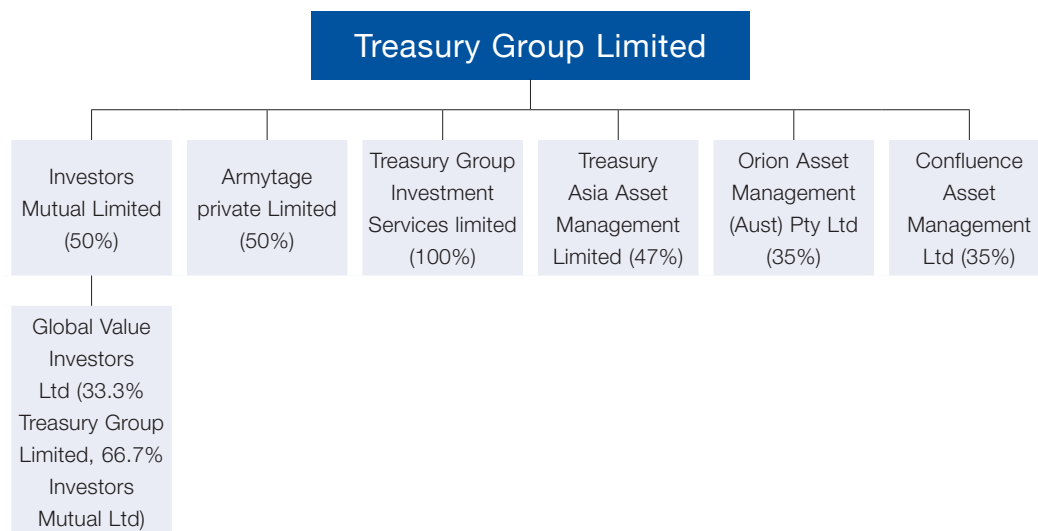 Treasury Group Limited
Investors
Mutual Limited
(50%)
Armytage
private Limited
(50%)
Treasury Group
Investment
Services limited
(100%)
Treasury
Asia Asset
Management
Limited (47%)
Orion Asset
Management
(Aust) Pty Ltd
(35%)
Confluence
Asset
Management
Ltd (35%)
Global Value
Investors
Ltd (33.3%
Treasury Group
Limited, 66.7%
Investors
Mutual Ltd)